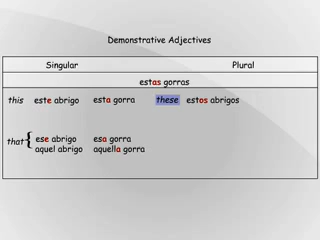 Demonstrative Adjectives
Singular Plural
estas gorras
this este abrigo esta gorra these estos abrigos
that { ese abrigo esa gorra
aquel abrigo aquella gorra